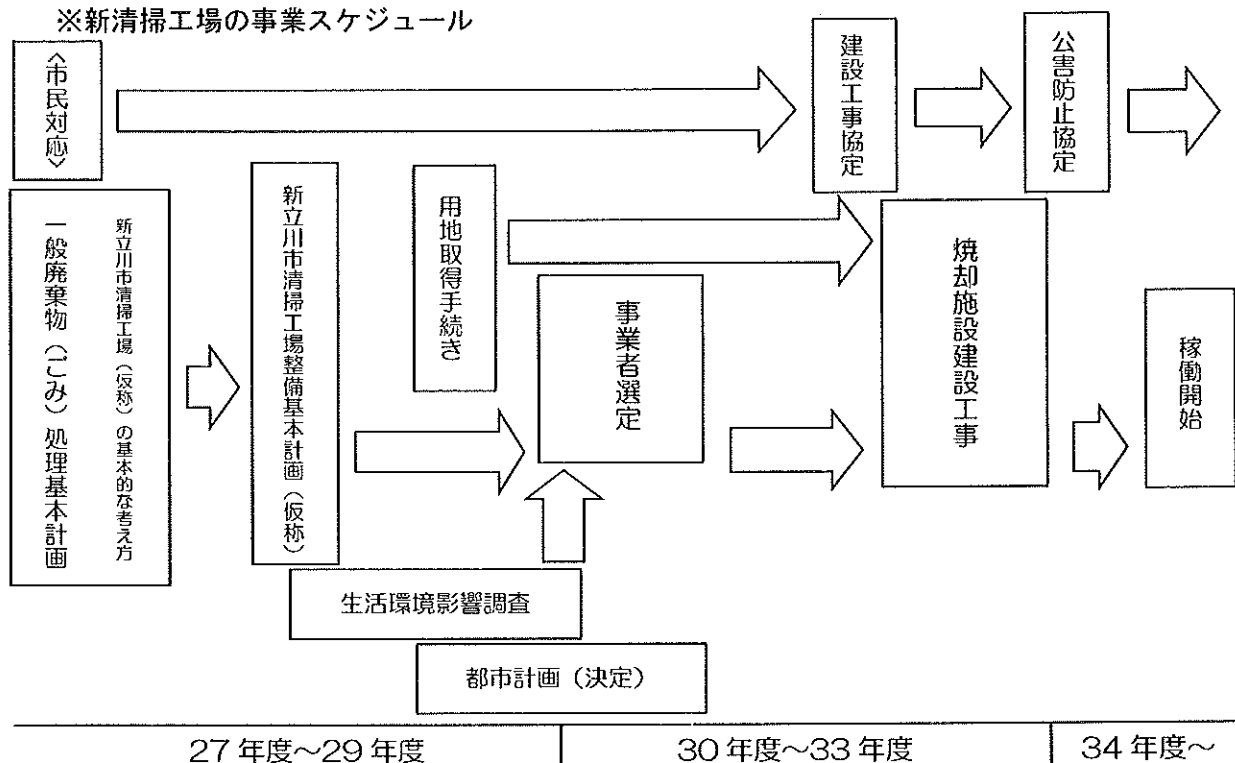 ※新清掃工場の事業スケジュール
〈市民対応〉
建設工事協定
公害防止協定
新立川市清掃工場（仮称）の基本的な考え方
一般廃棄物（ごみ）処理基本計画
新立川市清掃工場整備基本計画（仮称）
用地取得手続き
事業者選定
焼却施設建設工事
稼働開始
生活環境影響調査
都市計画（決定）
27年度～29年度
30年度～33年度
34年度～